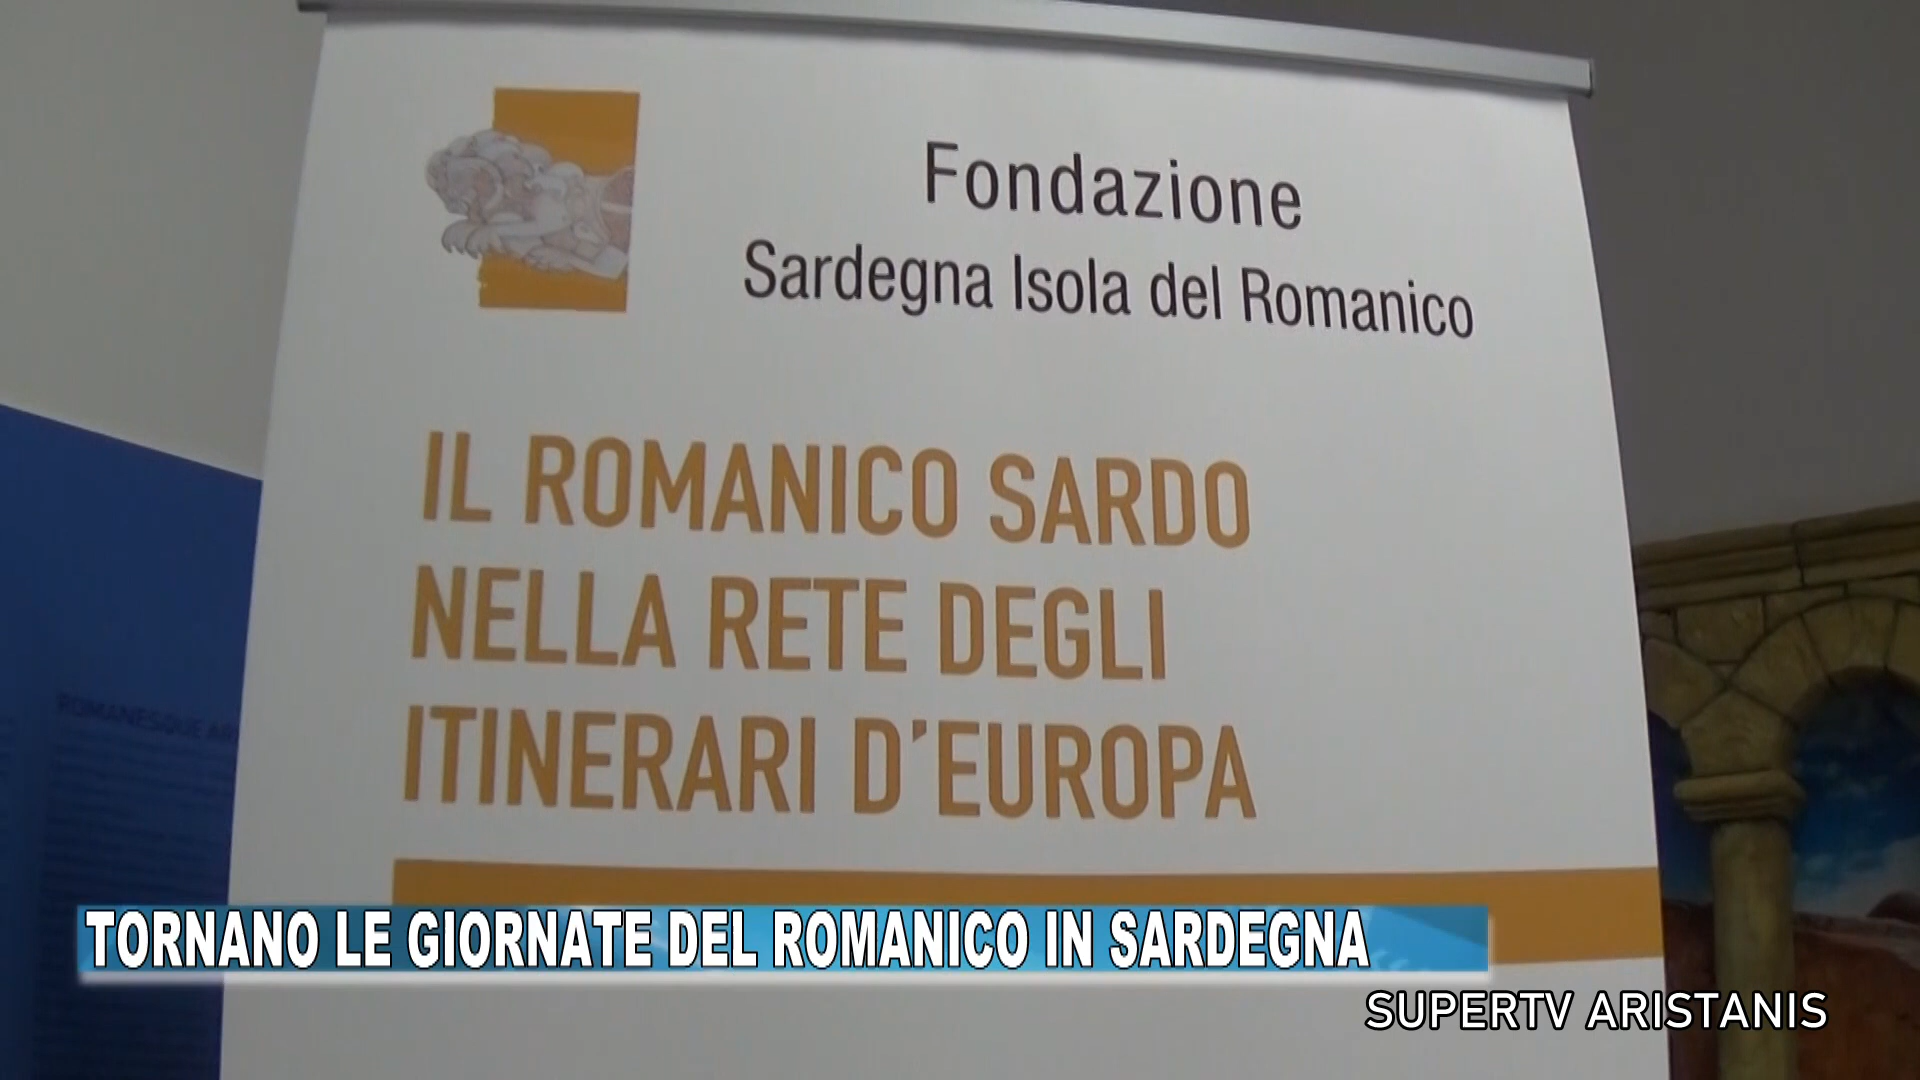 Fondazione
Sardegna Isola del Romanico
IL ROMANICO SARDO
NELLA RETE DEGLI
ITINERARI D'EUROPA
ROMANESQUE
TORNANO LE GIORNATE DEL ROMANICO IN SARDEGNA
SUPERTV ARISTANIS